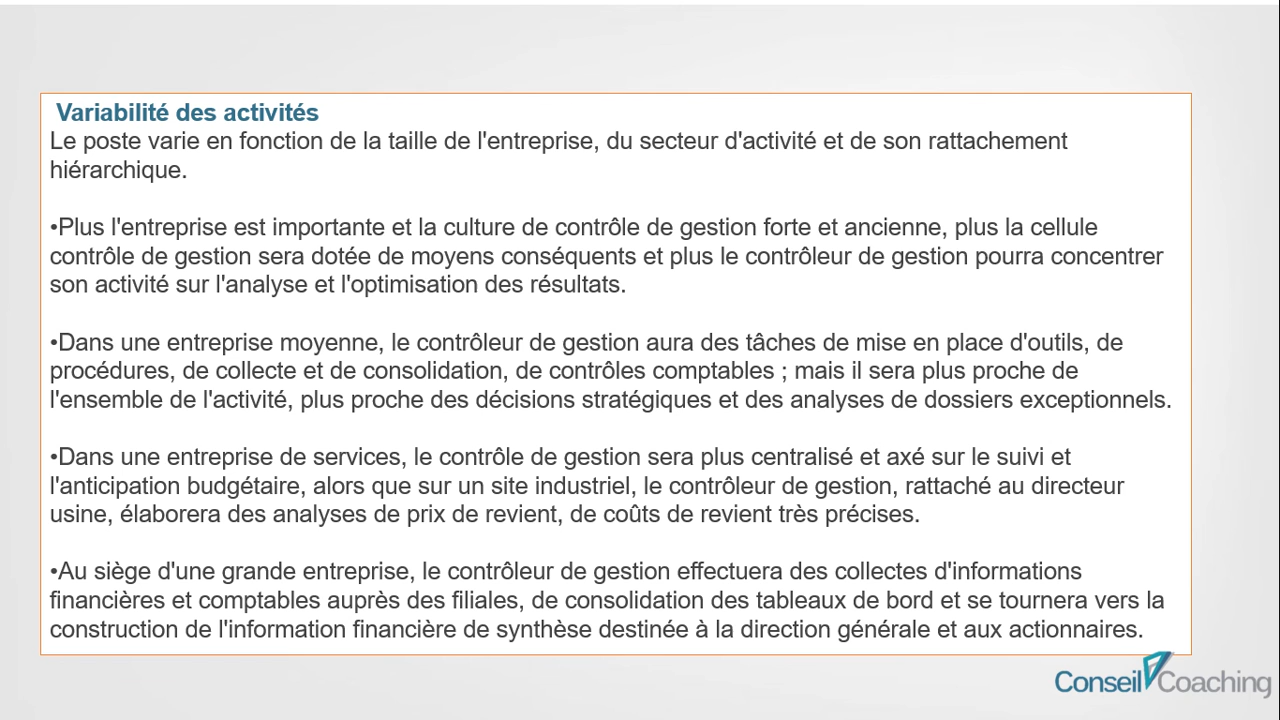 Variabilité des activités
Le poste varie en fonction de la taille de l'entreprise, du secteur d'activité et de son rattachement
hiérarchique.
•Plus l'entreprise est importante et la culture de contrôle de gestion forte et ancienne, plus la cellule
contrôle de gestion sera dotée de moyens conséquents et plus le contrôleur de gestion pourra concentrer
son activité sur l'analyse et l'optimisation des résultats.
•Dans une entreprise moyenne, le contrôleur de gestion aura des tâches de mise en place d'outils, de
procédures, de collecte et de consolidation, de contrôles comptables ; mais il sera plus proche de
l'ensemble de l'activité, plus proche des décisions stratégiques et des analyses de dossiers exceptionnels.
•Dans une entreprise de services, le contrôle de gestion sera plus centralisé et axé sur le suivi et
l'anticipation budgétaire, alors que sur un site industriel, le contrôleur de gestion, rattaché au directeur
usine, élaborera des analyses de prix de revient, de coûts de revient très précises.
•Au siège d'une grande entreprise, le contrôleur de gestion effectuera des collectes d'informations
financières et comptables auprès des filiales, de consolidation des tableaux de bord et se tournera vers la
construction de l'information financière de synthèse destinée à la direction générale et aux actionnaires.
Conseil Coaching